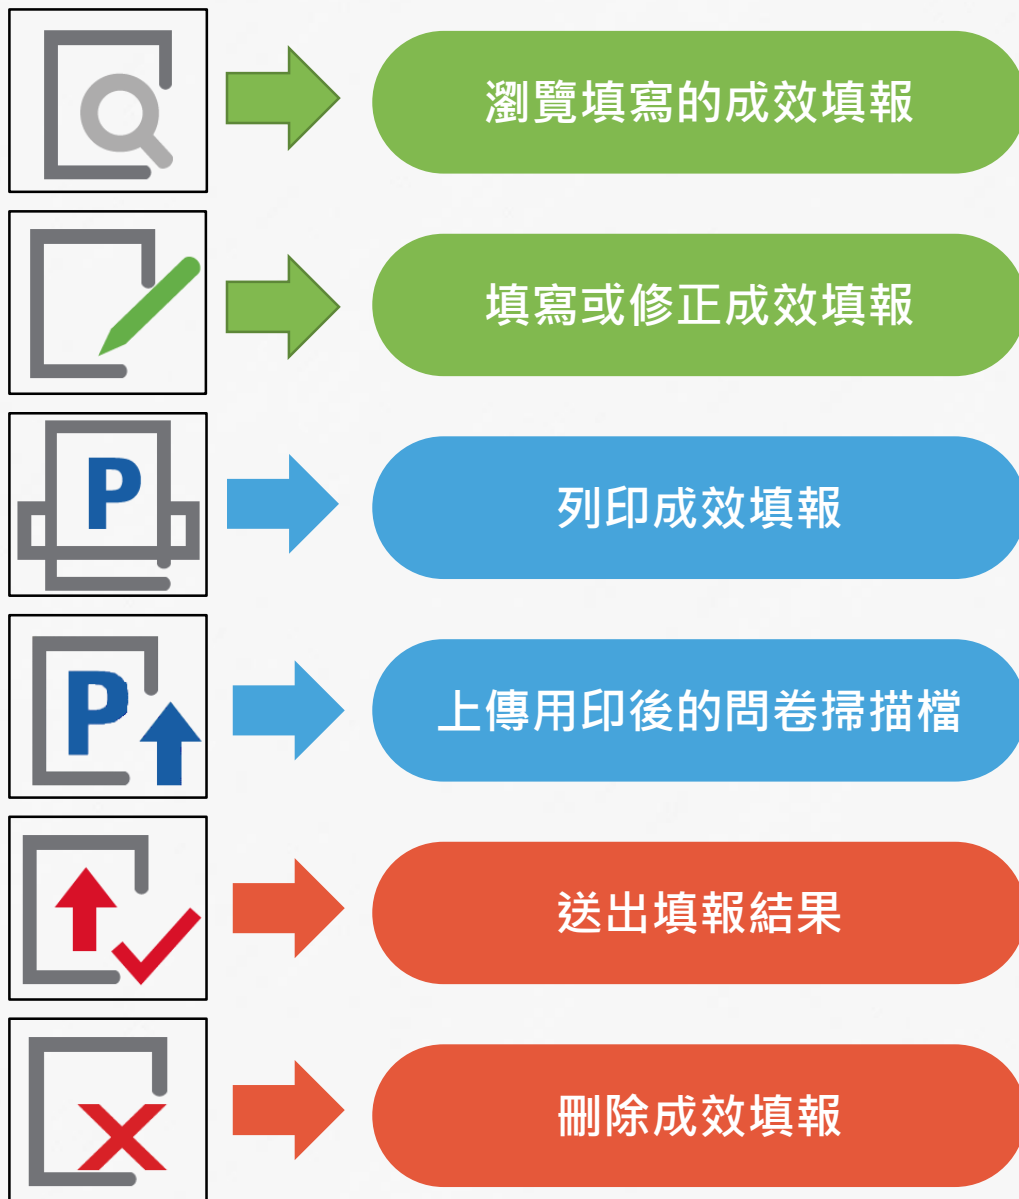 瀏覽填寫的成效填報
填寫或修正成效填報
P
列印成效填報
P
上傳用印後的問卷掃描檔
送出填報結果
刪除成效填報